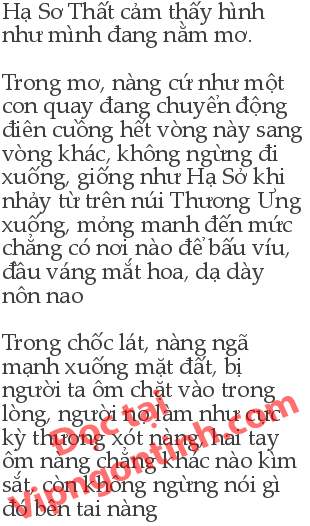 Hạ Sơ Thất cảm thấy hình
như mình đang nằm mơ.
Trong mơ, nàng cứ như một
con quay đang chuyển động
điên cuồng hết vòng này sang
vòng khác, không ngừng đi
xuống, giống như Hạ Sở khi
nhảy từ trên núi Thương Ưng
xuống, mỏng manh đến mức
chẳng có nơi nào để bấu víu,
đầu váng mắt hoa, dạ dày
nôn nao
Trong chốc lát, nàng ngã
mạnh xuống mặt đất, bị
người ta ôm chặt vào trong
lòng, người nọ làm như cực
kỳ thương xót nàng, hai tay
ôm nàng chẳng khác nào kìm
sắt, còn không ngừng nói gì
đó bên tai nàng
Đọc tại
Vipngontinh.com